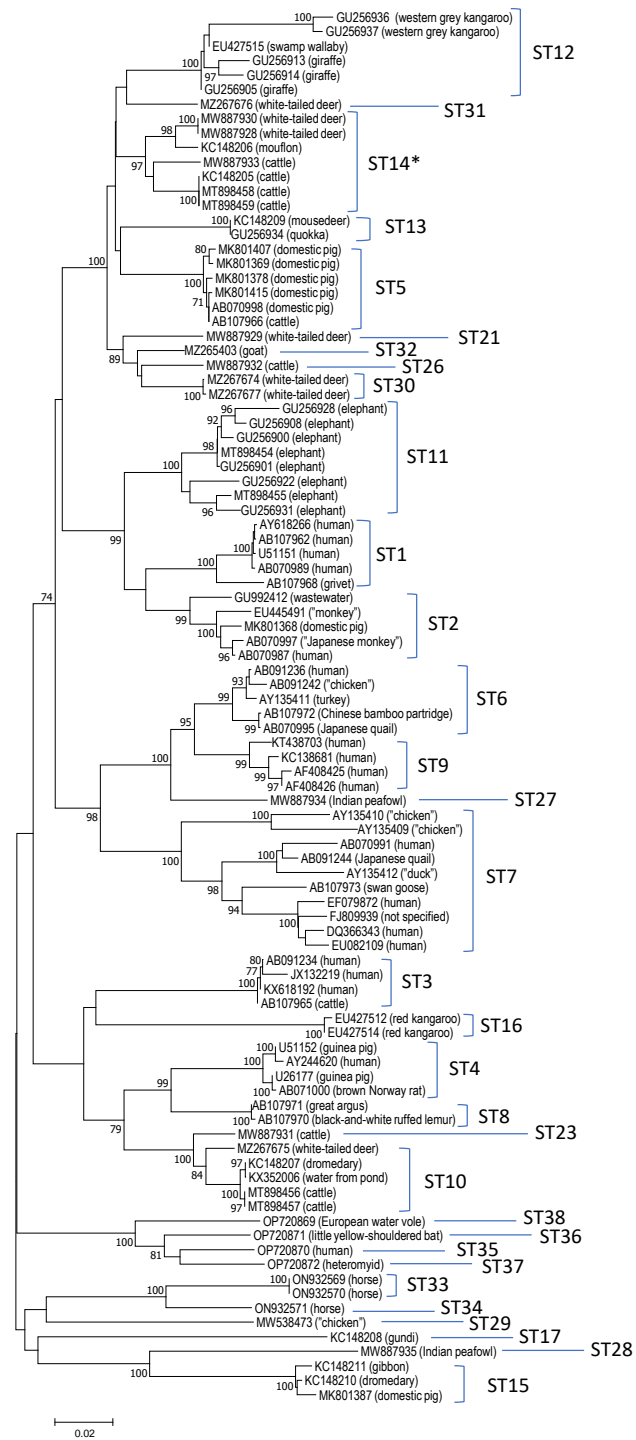 100
GU256936 (western grey kangaroo)
GU256937 (western grey kangaroo)
EU427515 (swamp wallaby)
GU256913 (giraffe)
100
97
GU256914 (giraffe)
GU256905 (giraffe)
ST12
MZ267676 (white-tailed deer)
ST31
MW887930 (white-tailed deer)
100
98
MW887928 (white-tailed deer)
KC148206 (mouflon)
97
MW887933 (cattle)
KC148205 (cattle)
MT898458 (cattle)
100
MT898459 (cattle)
ST14*
100
KC148209 (mousedeer)
GU256934 (quokka)
ST13
80
MK801407 (domestic pig)
MK801369 (domestic pig)
100
100
MK801378 (domestic pig)
MK801415 (domestic pig)
71
AB070998 (domestic pig)
AB107966 (cattle)
ST5
MW887929 (white-tailed deer)
ST21
MZ265403 (goat)
ST32
89
MW887932 (cattle)
ST26
MZ267674 (white-tailed deer)
100
MZ267677 (white-tailed deer)
ST30
96
GU256928 (elephant)
92
GU256908 (elephant)
GU256900 (elephant)
98
MT898454 (elephant)
100
GU256901 (elephant)
GU256922 (elephant)
MT898455 (elephant)
96
GU256931 (elephant)
ST11
99
AY618266 (human)
AB107962 (human)
100
U51151 (human)
100
AB070989 (human)
AB107968 (grivet)
ST1
GU992412 (wastewater)
EU445491 ("monkey")
99
100
MK801368 (domestic pig)
AB070997 ("Japanese monkey")
96
AB070987 (human)
ST2
74
AB091236 (human)
93
AB091242 ("chicken")
AY135411 (turkey)
AB107972 (Chinese bamboo partridge)
95
99
AB070995 (Japanese quail)
ST6
KT438703 (human)
KC138681 (human)
99
99
AF408425 (human)
100
97
AF408426 (human)
ST9
MW887934 (Indian peafowl)
ST27
98
AY135410 ("chicken")
AY135409 ("chicken")
100
AB070991 (human)
100
AB091244 (Japanese quail)
AY135412 ("duck")
98
AB107973 (swan goose)
94
EF079872 (human)
FJ809939 (not specified)
100
DQ366343 (human)
EU082109 (human)
ST7
80
AB091234 (human)
77
JX132219 (human)
100
KX618192 (human)
AB107965 (cattle)
ST3
EU427512 (red kangaroo)
100
EU427514 (red kangaroo)
ST16
U51152 (guinea pig)
AY244620 (human)
99
U26177 (guinea pig)
100
AB071000 (brown Norway rat)
ST4
AB107971 (great argus)
100
AB107970 (black-and-white ruffed lemur)
ST8
79
MW887931 (cattle)
ST23
100
MZ267675 (white-tailed deer)
97
KC148207 (dromedary)
84
KX352006 (water from pond)
100
MT898456 (cattle)
97
MT898457 (cattle)
ST10
OP720869 (European water vole)
ST38
OP720871 (little yellow-shouldered bat)
ST36
100
81
OP720870 (human)
ST35
OP720872 (heteromyid)
ST37
ON932569 (horse)
100
ON932570 (horse)
ST33
100
ON932571 (horse)
ST34
MW538473 ("chicken")
ST29
KC148208 (gundi)
ST17
MW887935 (Indian peafowl)
ST28
KC148211 (gibbon)
100
KC148210 (dromedary)
100
MK801387 (domestic pig)
ST15
0.02